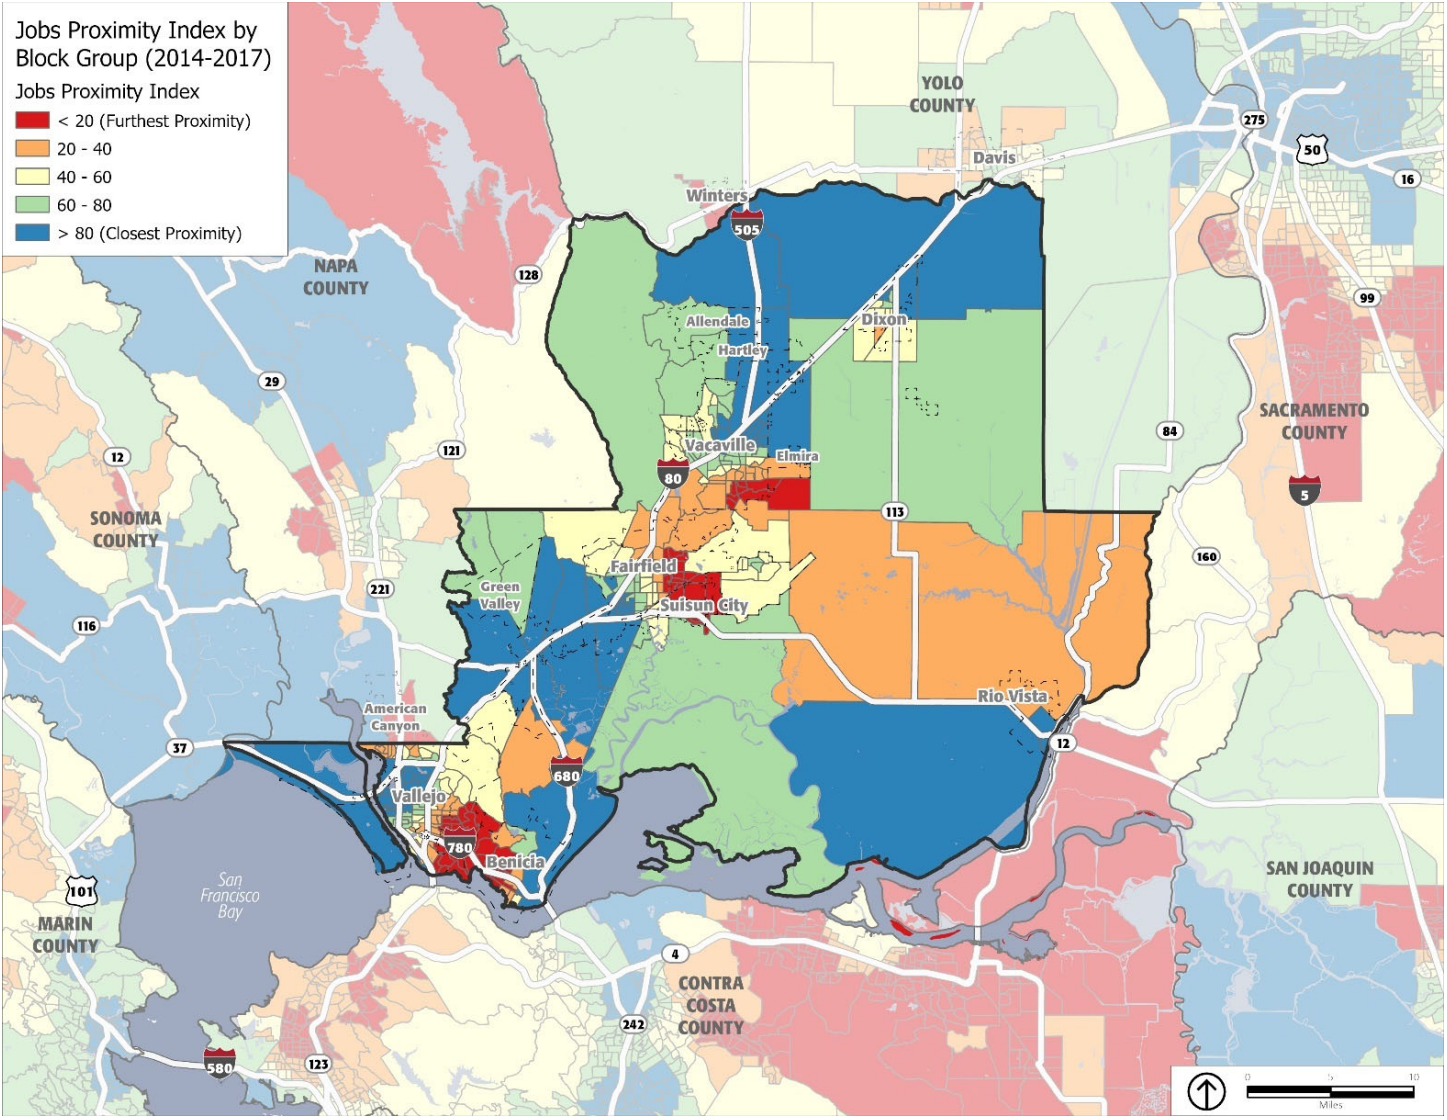 Jobs Proximity Index by
Block Group (2014-2017)
Jobs Proximity Index
< 20 (Furthest Proximity)
20 - 40
40 - 60
60 - 80
> 80 (Closest Proximity)
YOLO
COUNTY
275
50
16
Davis
Winters
505
NAPA
COUNTY
128
99
Allendale
Dixon
Hartley
29
SACRAMENTO
COUNTY
84
121
12
Vacaville
Elmira
80
5
SONOMA
COUNTY
113
160
Fairfield
221
Green
Valley
Suisun City
116
Rio Vista
American
Canyon
37
12
680
Vallejo
780
Benicia
San
Francisco
Bay
101
MARIN
COUNTY
SAN JOAQUIN
COUNTY
4
CONTRA
COSTA
COUNTY
242
580
123
0 5 10
Miles